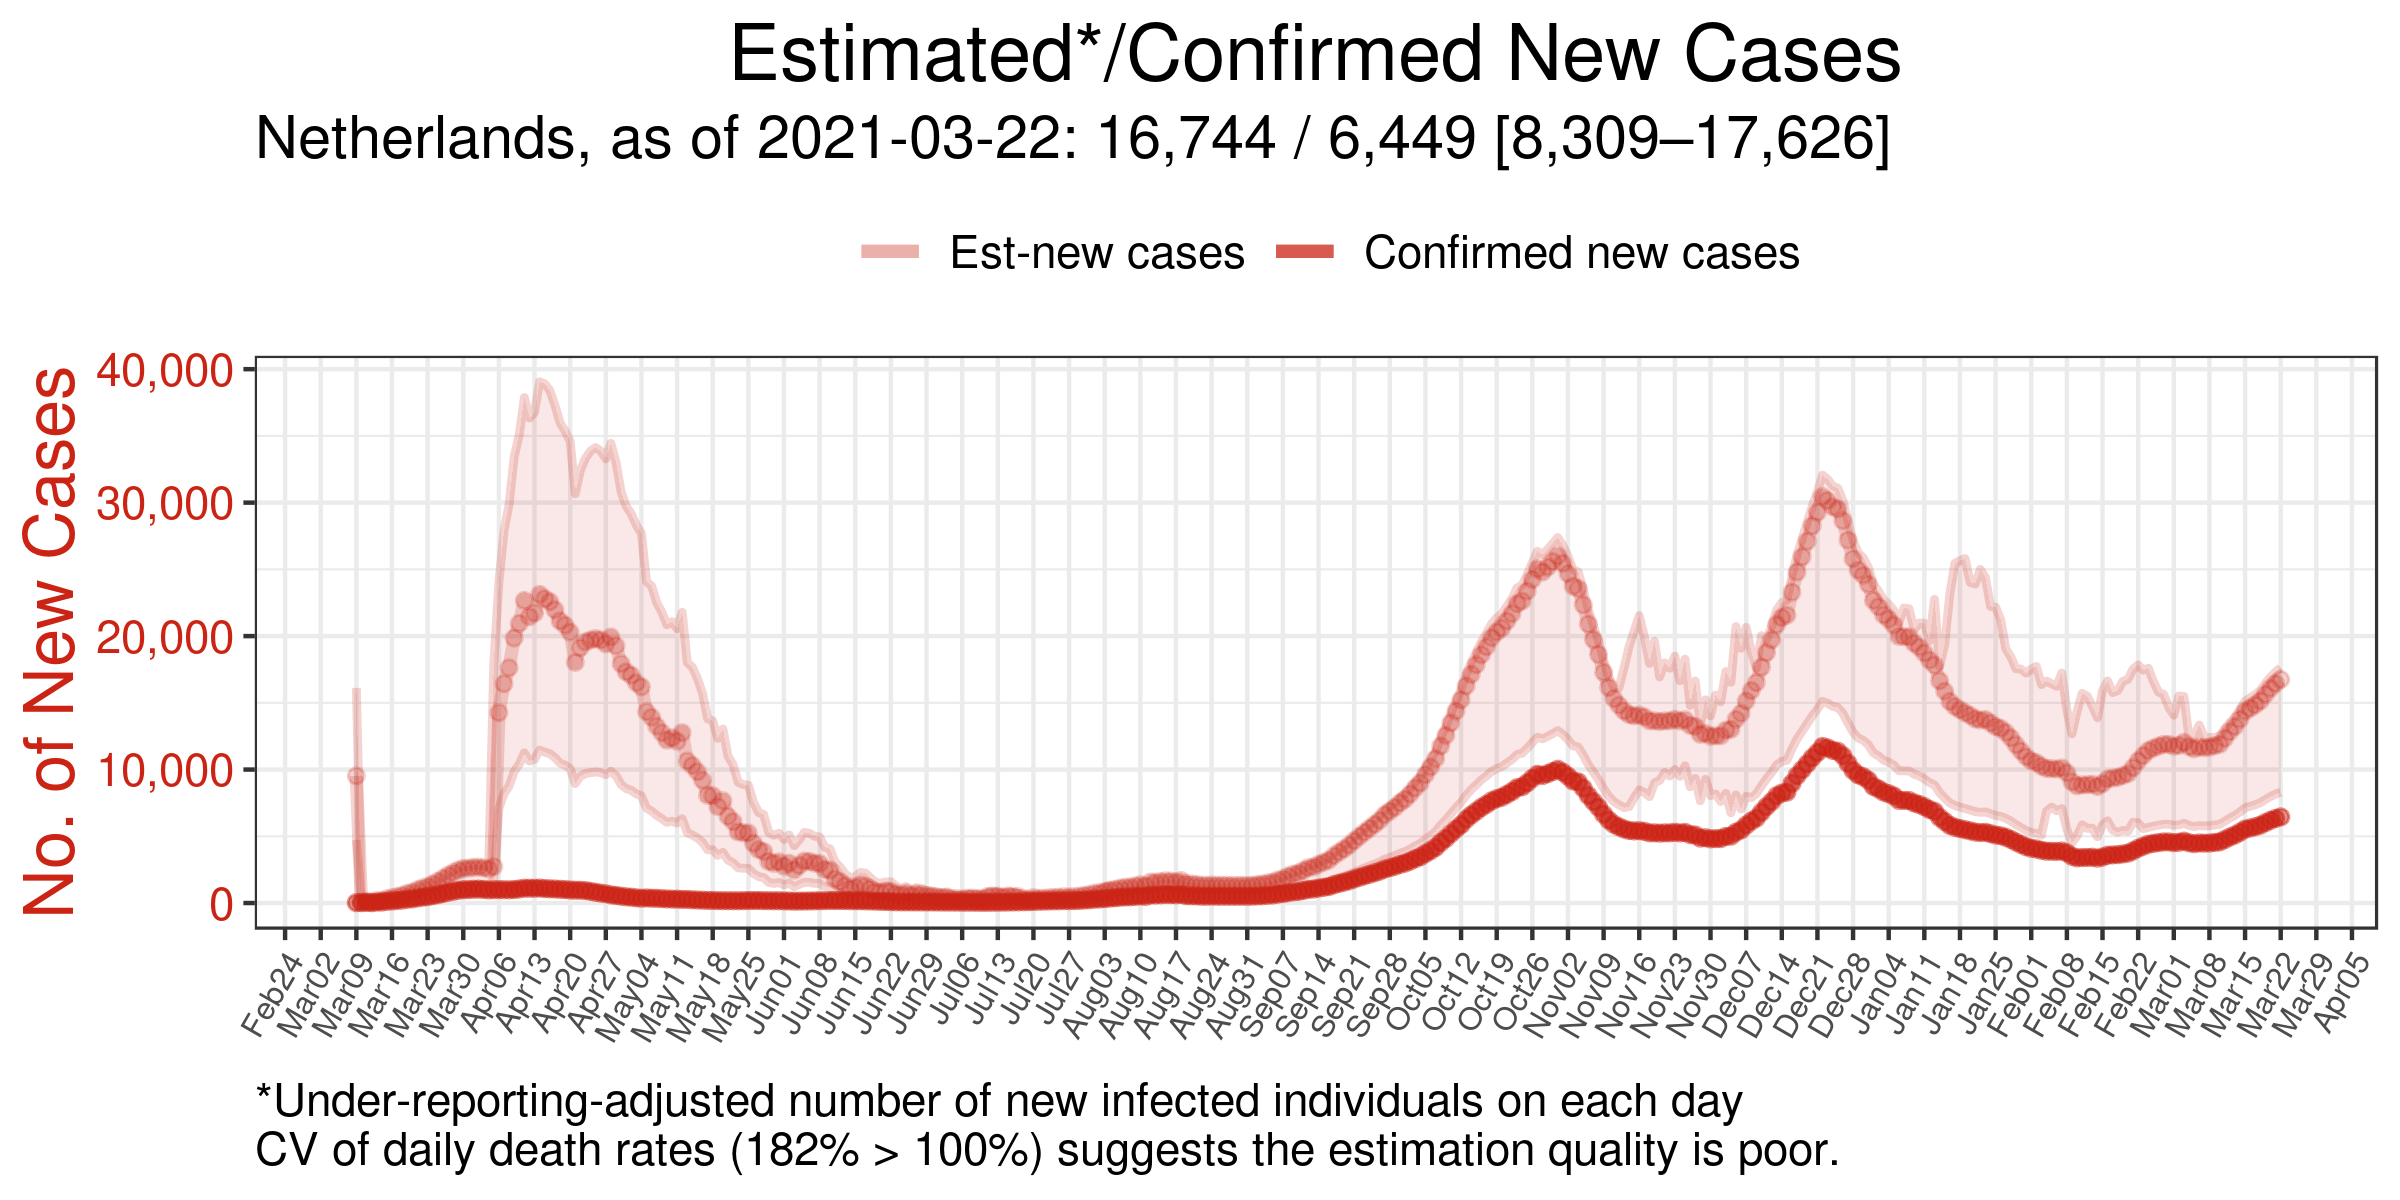 Estimated*/Confirmed New Cases
Netherlands, as of 2021-03-22: 16,744 / 6,449 [8,309–17,626]
Est-new cases Confirmed new cases
No. of New Cases
40,000
30,000
20,000
10,000
0
Feb24 Mar02 Mar09 Mar16 Mar23 Mar30 Apr06 Apr13 Apr20 Apr27 May04 May11 May18 May25 Jun01 Jun08 Jun15 Jun22 Jun29 Jul06 Jul13 Jul20 Jul27 Aug03 Aug10 Aug17 Aug24 Aug31 Sep07 Sep14 Sep21 Sep28 Oct05 Oct12 Oct19 Oct26 Nov02 Nov09 Nov16 Nov23 Nov30 Dec07 Dec14 Dec21 Dec28 Jan04 Jan11 Jan18 Jan25 Feb01 Feb08 Feb15 Feb22 Mar01 Mar08 Mar15 Mar22 Mar29 Apr05
*Under-reporting-adjusted number of new infected individuals on each day
CV of daily death rates (182% > 100%) suggests the estimation quality is poor.